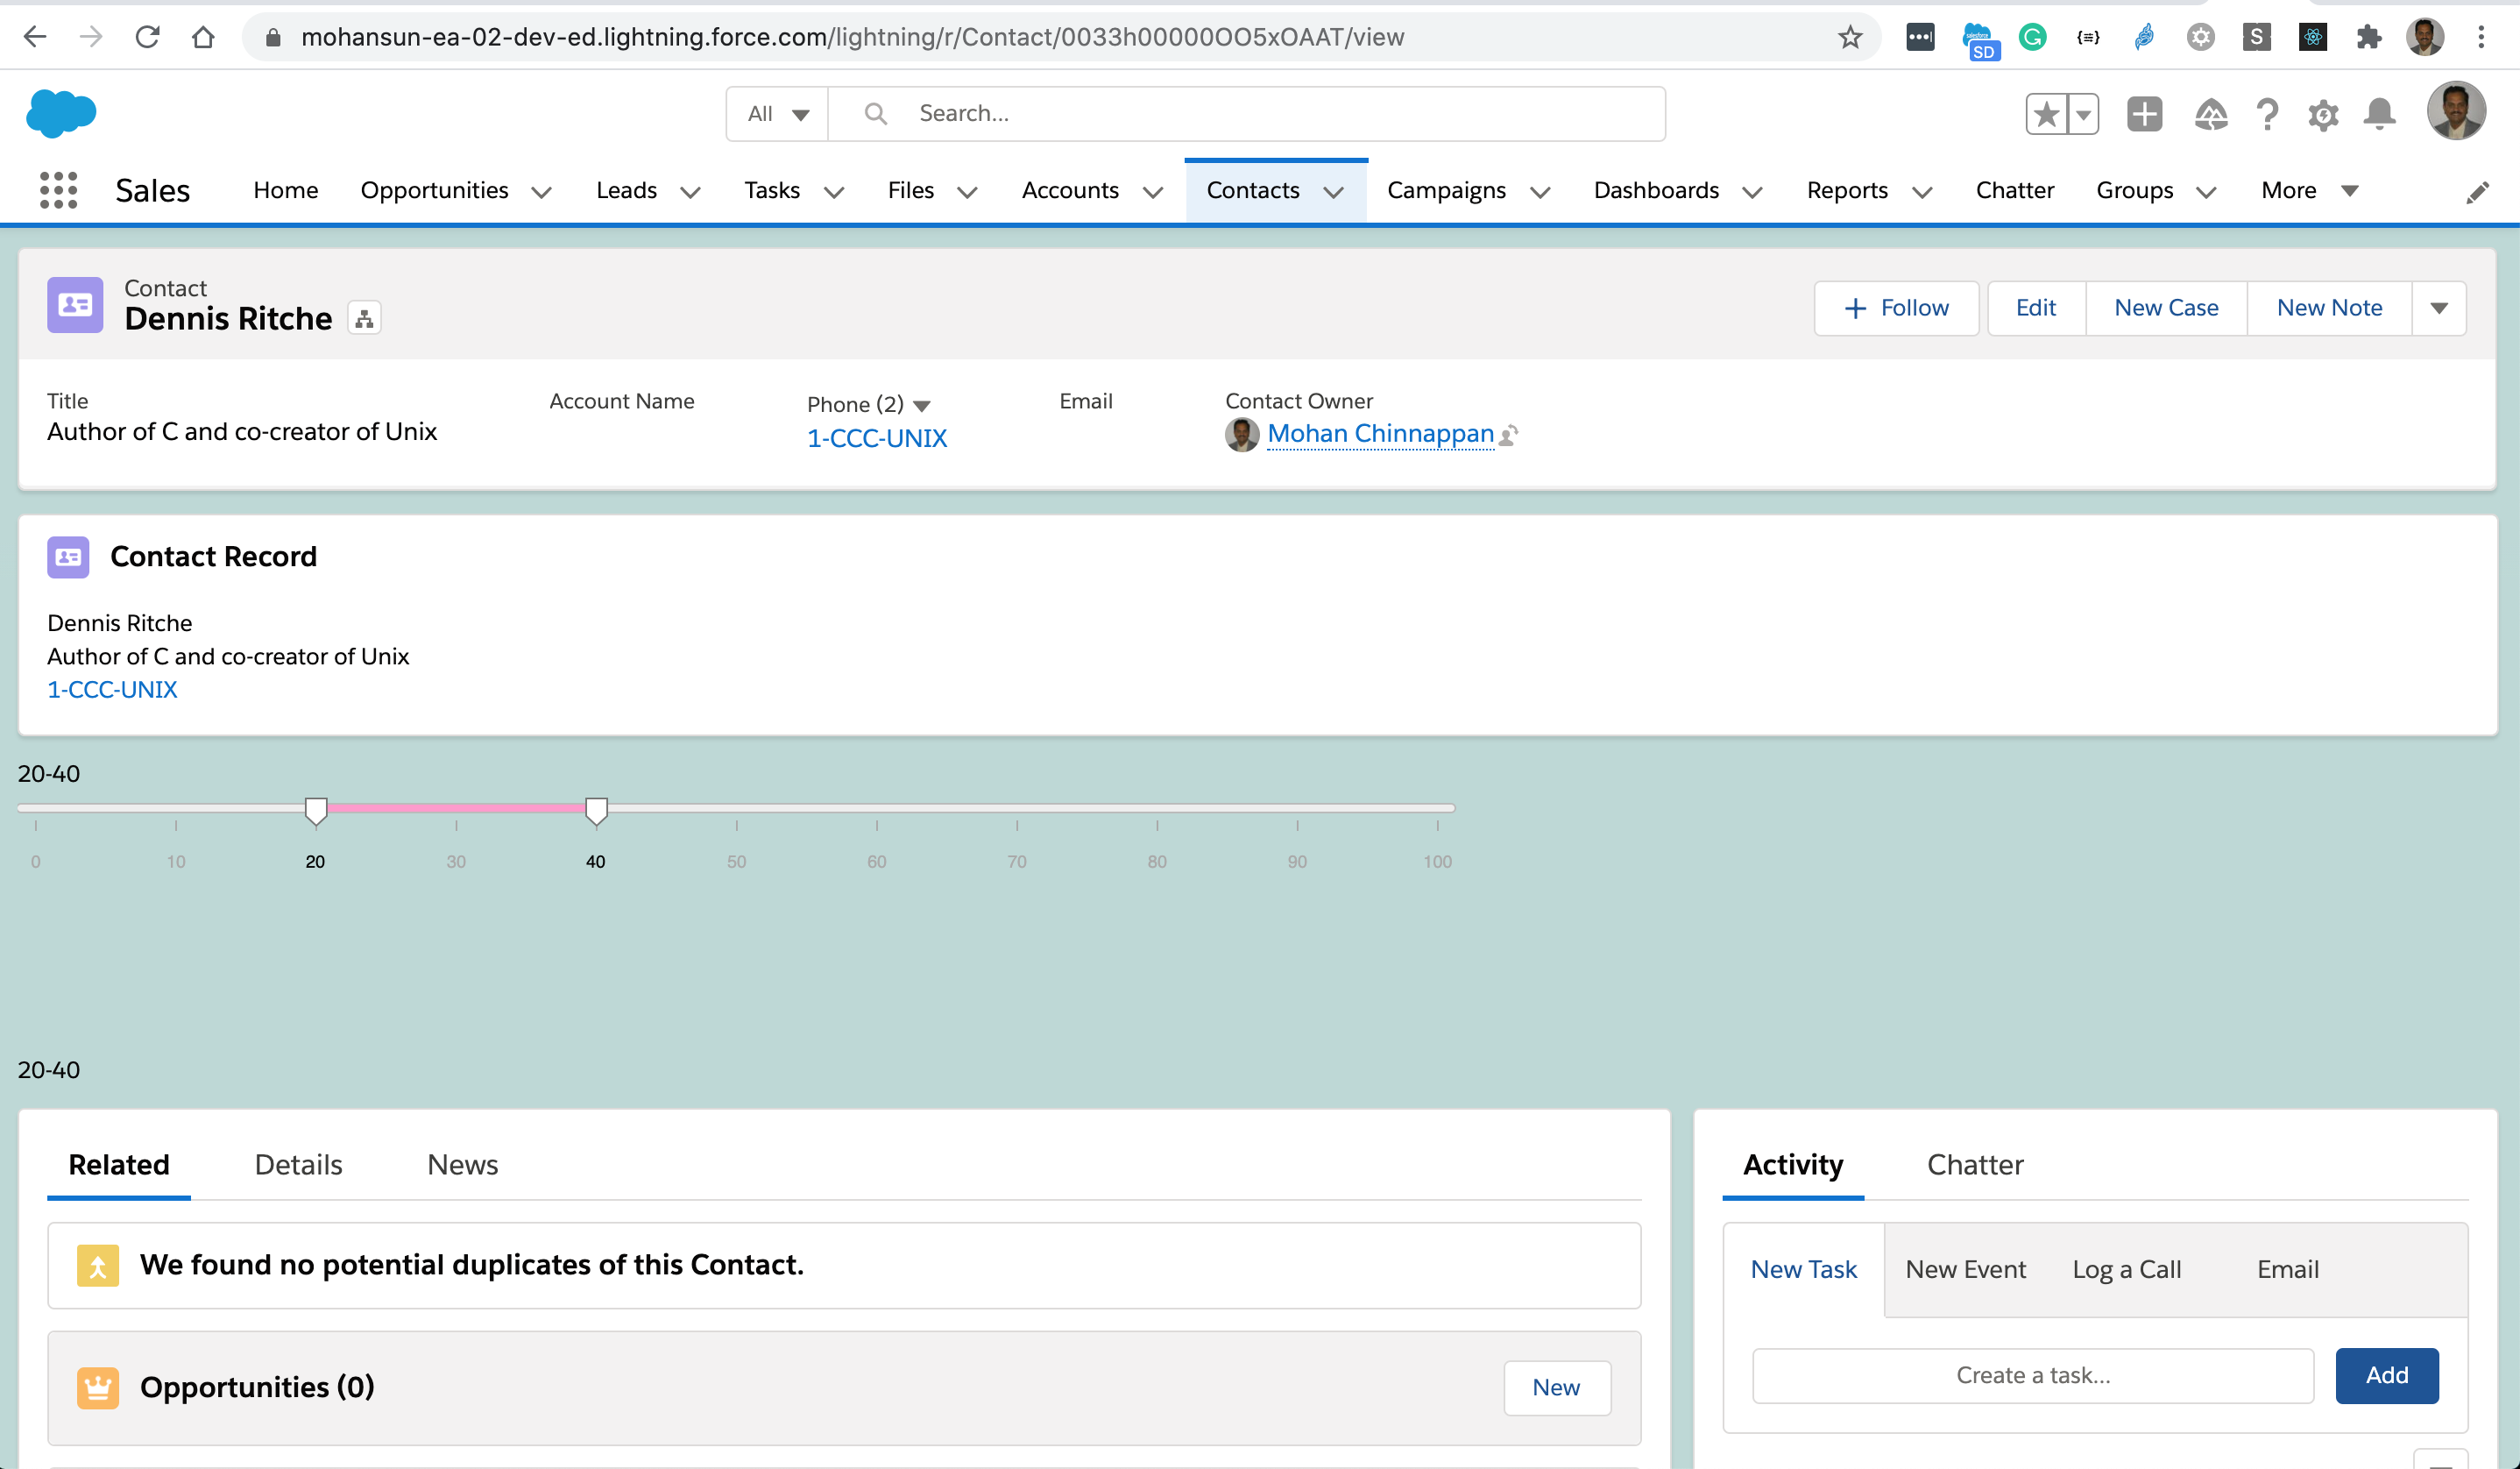 mohansun-ea-02-dev-ed.lightning.force.com/lightning/r/Contact/0033h00000OO5xOAAT/view
SD
S
All
Search...
Sales
Home Opportunities Leads Tasks Files Accounts Contacts Campaigns Dashboards Reports Chatter Groups More
Contact
Dennis Ritche
Follow Edit New Case New Note
Title Account Name Phone (2) Email Contact Owner
Author of C and co-creator of Unix 1-CCC-UNIX Mohan Chinnappan
Contact Record
Dennis Ritche
Author of C and co-creator of Unix
1-CCC-UNIX
20-40
0 10 20 30 40 50 60 70 80 90 100
20-40
Related Details News
We found no potential duplicates of this Contact.
Opportunities (0)
New
Activity Chatter
New Task New Event Log a Call Email
Create a task...
Add